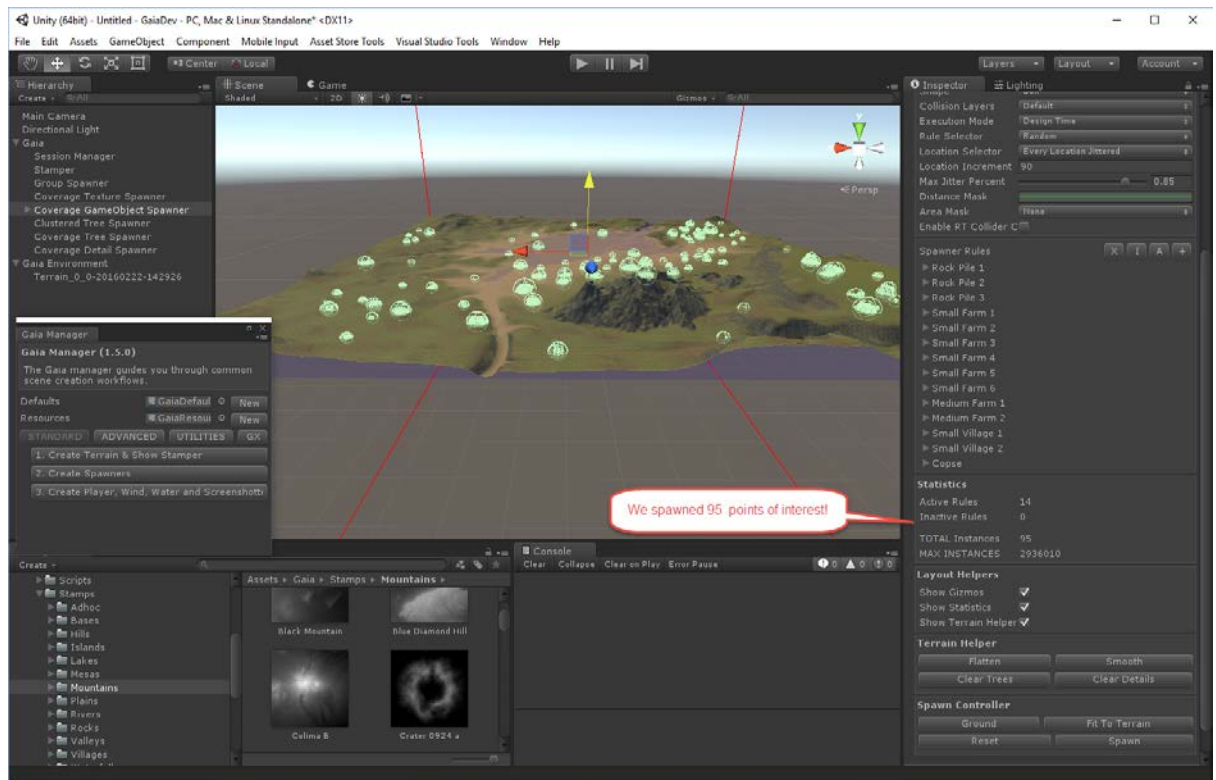 Unity (64bit) - Untitled - GaiaDev - PC, Mac & Linux Standalone* <DX11>
File Edit Assets GameObject Component Mobile Input Asset Store Tools Visual Studio Tools Window Help
Center Local
Layers Layout Account
Hierarchy
Create All
Main Camera
Directional Light
Gaia
Session Manager
Stamper
Group Spawner
Coverage Texture Spawner
Coverage GameObject Spawner
Clustered Tree Spawner
Coverage Tree Spawner
Coverage Detail Spawner
Gaia Environment
Terrain_0_0-20160222-142926
Scene Game
Shaded 2D Gizmos All
y
Persp
Gaia Manager
Gaia Manager (1.5.0)
The Gaia manager guides you through common
scene creation workflows.
Defaults GaiaDefaul New
Resources GaiaResoui New
STANDARD ADVANCED UTILITIES GX
1. Create Terrain & Show Stamper
2. Create Spawners
3. Create Player, Wind, Water and Screenshott
Create
Scripts
Stamps
Adhoc
Bases
Hills
Islands
Lakes
Mesas
Mountains
Plains
Rivers
Rocks
Valleys
Villages
Assets Gaia Stamps Mountains
Black Mountain Blue Diamond Hill
Colima B Crater 0924 a
Console
Clear Collapse Clear on Play Error Pause 0 0 0
We spawned 95 points of interest!
Inspector Lighting
Collision Layers Default
Execution Mode Design Time
Rule Selector Random
Location Selector Every Location Jittered
Location Increment 90
Max Jitter Percent 0.85
Distance Mask
Area Mask None
Enable RT Collider C
Spawner Rules X I A +
Rock Pile 1
Rock Pile 2
Rock Pile 3
Small Farm 1
Small Farm 2
Small Farm 3
Small Farm 4
Small Farm 5
Small Farm 6
Medium Farm 1
Medium Farm 2
Small Village 1
Small Village 2
Copse
Statistics
Active Rules 14
Inactive Rules 0
TOTAL Instances 95
MAX INSTANCES 2936010
Layout Helpers
Show Gizmos
Show Statistics
Show Terrain Helper
Terrain Helper
Flatten Smooth
Clear Trees Clear Details
Spawn Controller
Ground Fit To Terrain
Reset Spawn